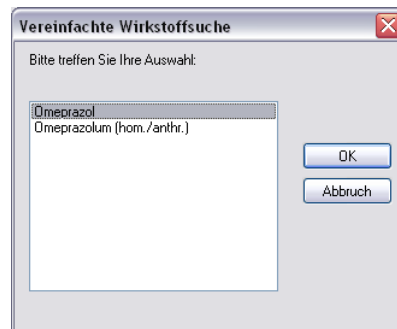 Vereinfachte Wirkstoffsuche
Bitte treffen Sie Ihre Auswahl:
Omeprazol
Omeprazolum (hom./anthr.)
OK
Abbruch